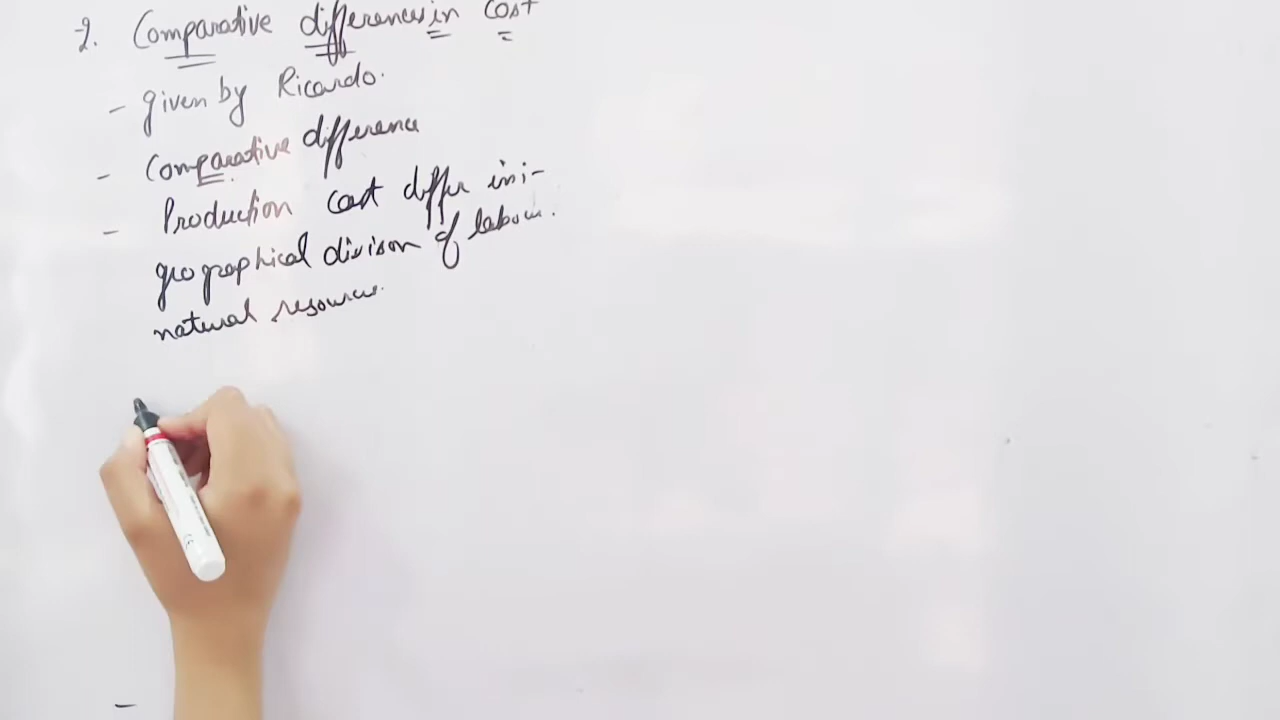 2. Comparative differences in cost
- given by Ricardo.
- Comparative difference
- Production cost differ in:-
geographical divison of labour.
natural resources.
-